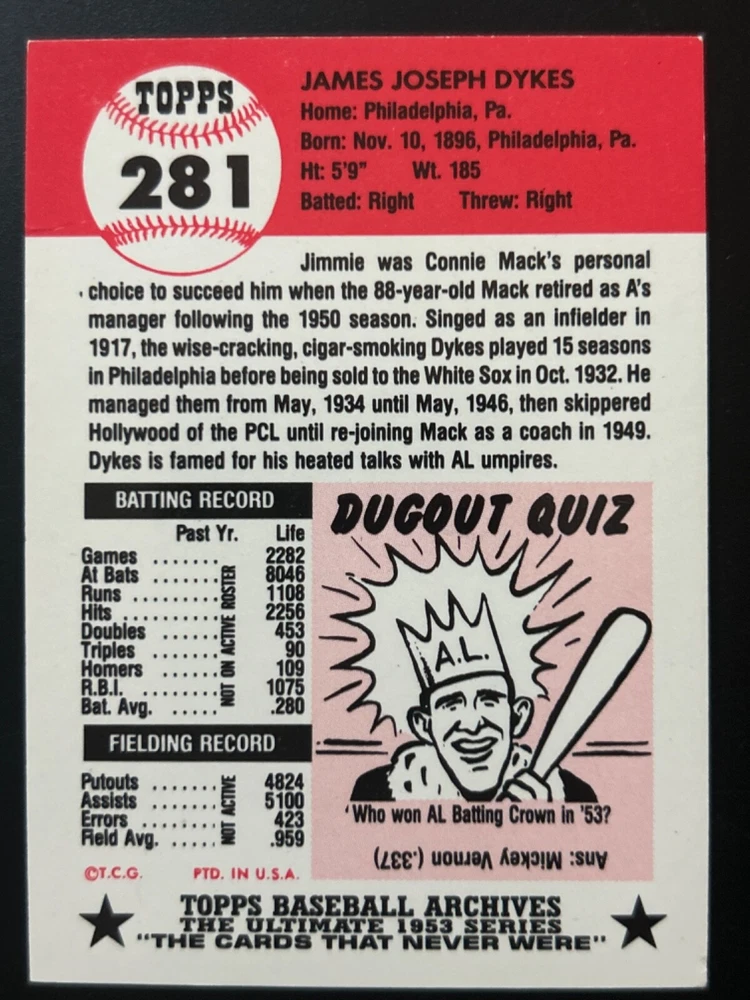 TOPPS
281
JAMES JOSEPH DYKES
Home: Philadelphia, Pa.
Born: Nov. 10, 1896, Philadelphia, Pa.
Ht: 5'9" Wt. 185
Batted: Right Threw: Right
Jimmie was Connie Mack's personal
choice to succeed him when the 88-year-old Mack retired as A's
manager following the 1950 season. Singed as an infielder in
1917, the wise-cracking, cigar-smoking Dykes played 15 seasons
in Philadelphia before being sold to the White Sox in Oct. 1932. He
managed them from May, 1934 until May, 1946, then skippered
Hollywood of the PCL until re-joining Mack as a coach in 1949.
Dykes is famed for his heated talks with AL umpires.
BATTING RECORD
Past Yr. Life
Games ....... 2282
At Bats ....... 8046
Runs ........ 1108
Hits ......... 2256
Doubles ..... 453
Triples ...... 90
Homers ..... 109
R.B.I. ....... 1075
Bat. Avg. ..... .280
NOT ON ACTIVE ROSTER
FIELDING RECORD
Putouts ...... 4824
Assists ...... 5100
Errors ....... 423
Field Avg. .... .959
NOT ACTIVE
©T.C.G. PTD. IN U.S.A.
DUGOUT QUIZ
A.L.
Who won AL Batting Crown in '53?
Ans: Mickey Vernon (.337)
TOPPS BASEBALL ARCHIVES
THE ULTIMATE 1953 SERIES
"THE CARDS THAT NEVER WERE"